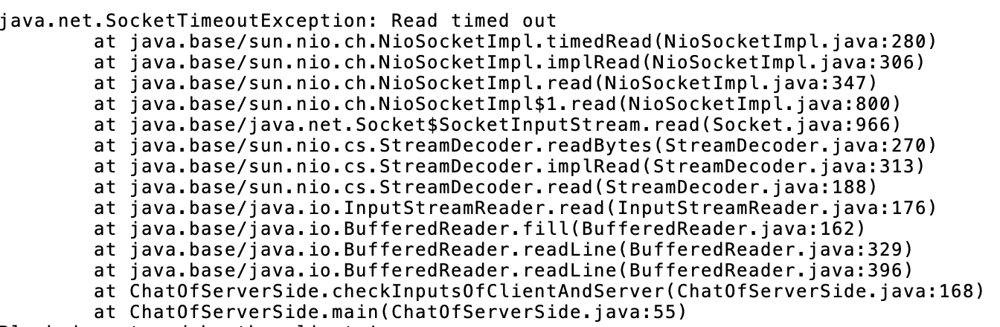 java.net.SocketTimeoutException: Read timed out
at java.base/sun.nio.ch.NioSocketImpl.timedRead(NioSocketImpl.java:280)
at java.base/sun.nio.ch.NioSocketImpl.implRead(NioSocketImpl.java:306)
at java.base/sun.nio.ch.NioSocketImpl.read(NioSocketImpl.java:347)
at java.base/sun.nio.ch.NioSocketImpl$1.read(NioSocketImpl.java:800)
at java.base/java.net.Socket$SocketInputStream.read(Socket.java:966)
at java.base/sun.nio.cs.StreamDecoder.readBytes(StreamDecoder.java:270)
at java.base/sun.nio.cs.StreamDecoder.implRead(StreamDecoder.java:313)
at java.base/sun.nio.cs.StreamDecoder.read(StreamDecoder.java:188)
at java.base/java.io.InputStreamReader.read(InputStreamReader.java:176)
at java.base/java.io.BufferedReader.fill(BufferedReader.java:162)
at java.base/java.io.BufferedReader.readLine(BufferedReader.java:329)
at java.base/java.io.BufferedReader.readLine(BufferedReader.java:396)
at ChatOfServerSide.checkInputsOfClientAndServer(ChatOfServerSide.java:168)
at ChatOfServerSide.main(ChatOfServerSide.java:55)